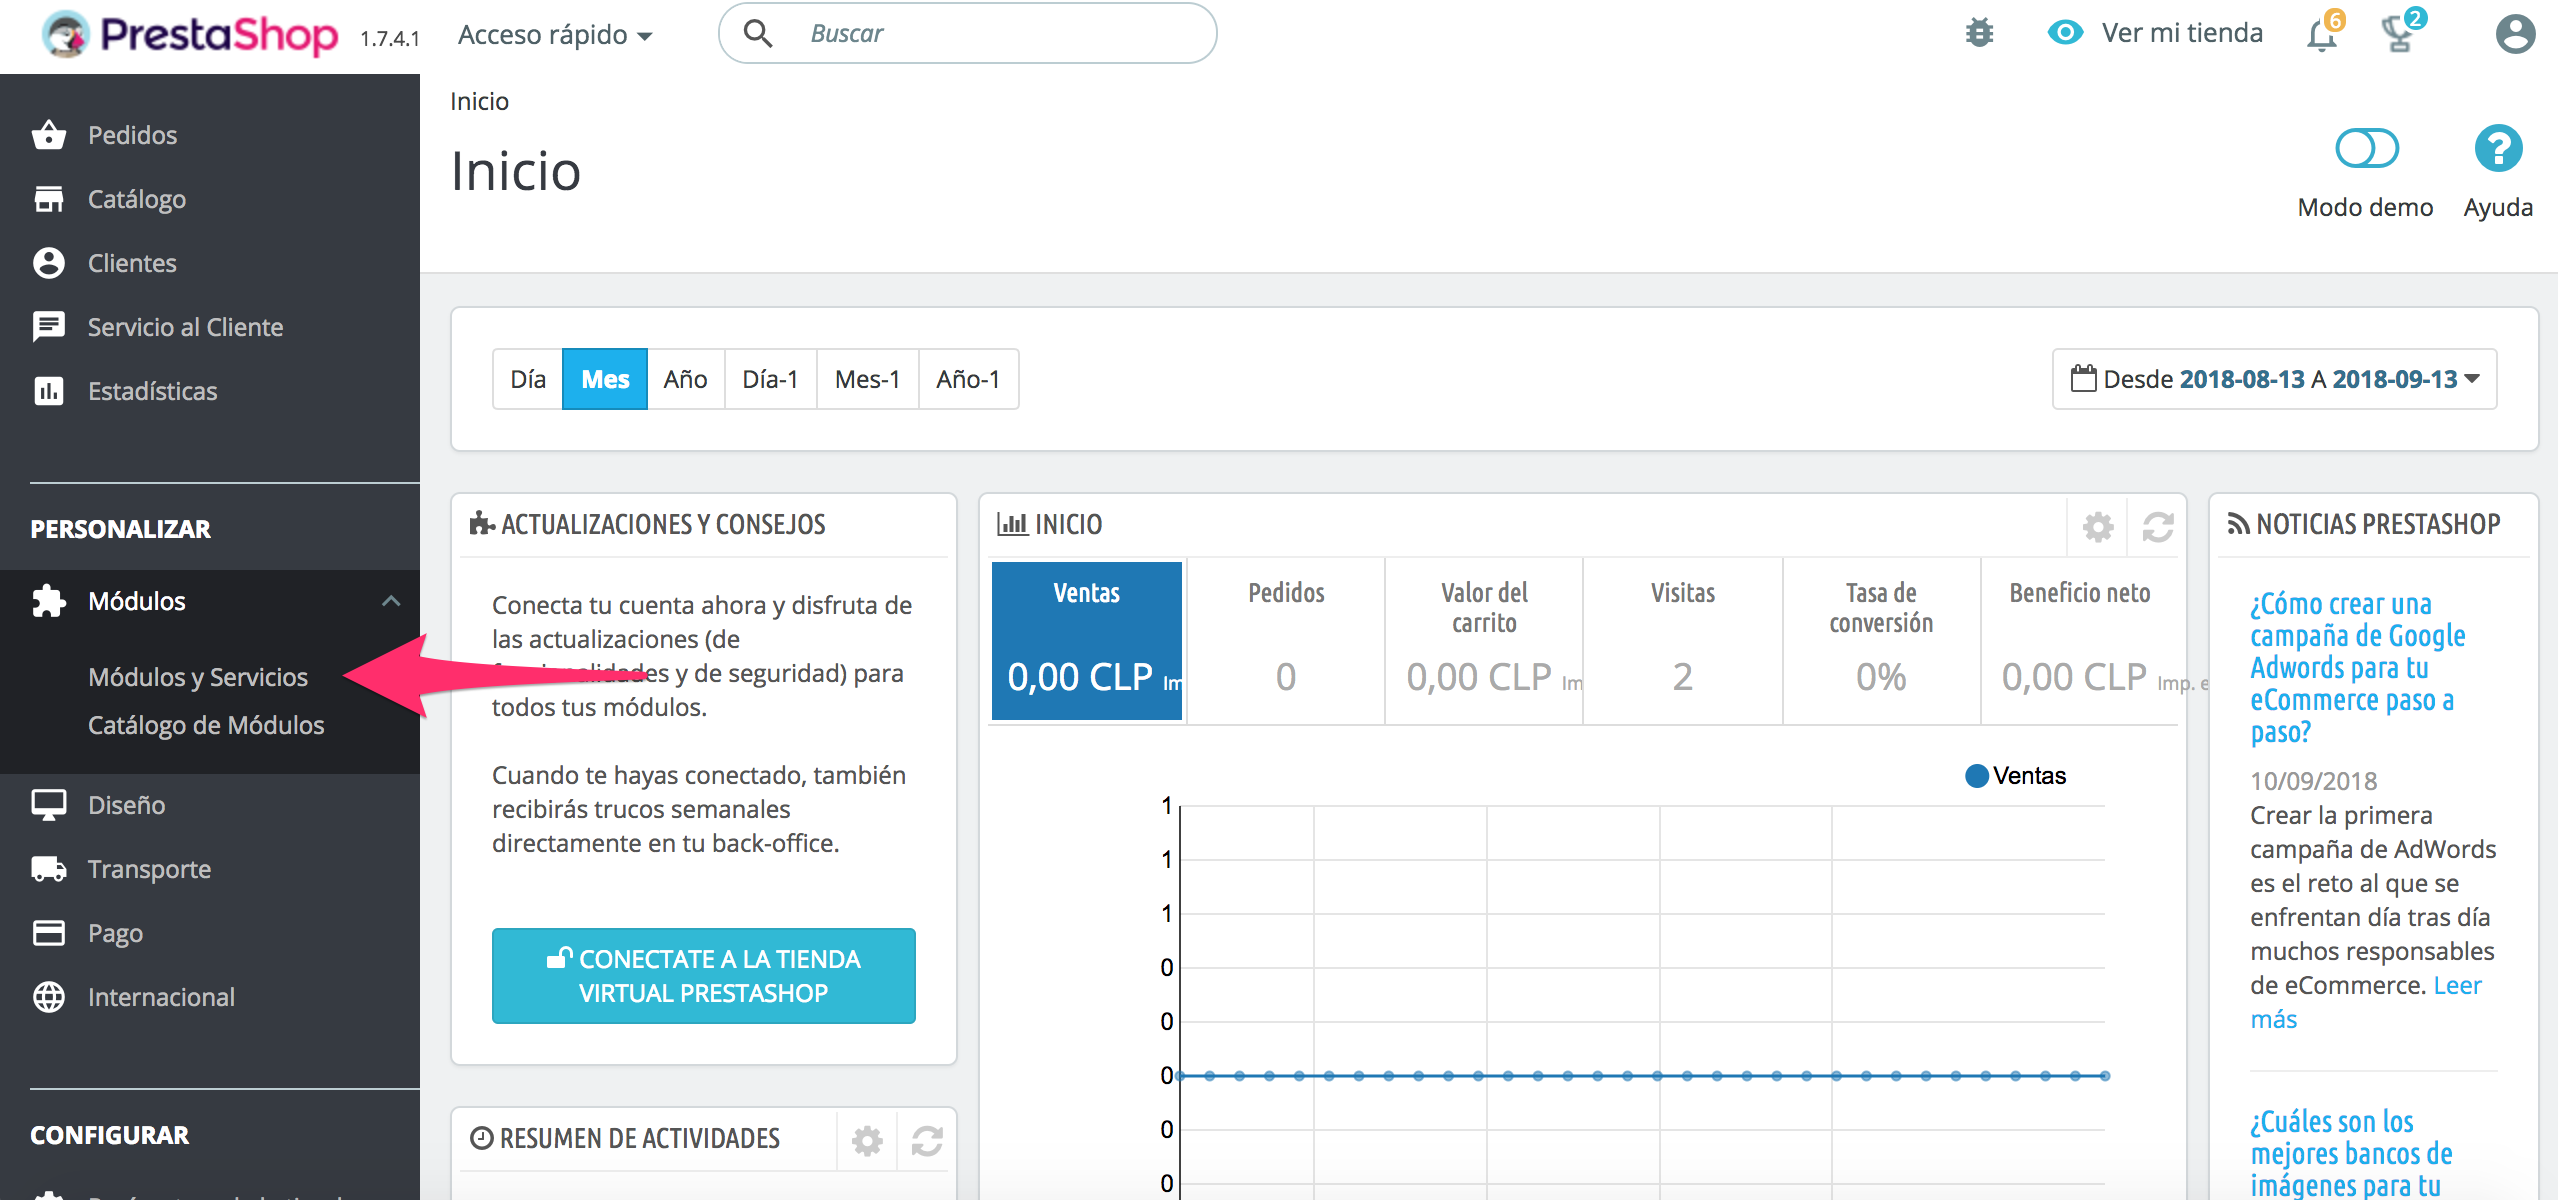 PrestaShop 1.7.4.1
Acceso rápido
Buscar
Ver mi tienda
6
2
Pedidos
Catálogo
Clientes
Servicio al Cliente
Estadísticas
PERSONALIZAR
Módulos
Módulos y Servicios
Catálogo de Módulos
Diseño
Transporte
Pago
Internacional
CONFIGURAR
Inicio
Inicio
Modo demo
Ayuda
Día
Mes
Año
Día-1
Mes-1
Año-1
Desde 2018-08-13 A 2018-09-13
ACTUALIZACIONES Y CONSEJOS
Conecta tu cuenta ahora y disfruta de
las actualizaciones (de
y de seguridad) para
todos tus módulos.
Cuando te hayas conectado, también
recibirás trucos semanales
directamente en tu back-office.
CONECTATE A LA TIENDA
VIRTUAL PRESTASHOP
RESUMEN DE ACTIVIDADES
INICIO
Ventas
0,00 CLP Im
Pedidos
0
Valor del
carrito
0,00 CLP Im
Visitas
2
Tasa de
conversión
0%
Beneficio neto
0,00 CLP Imp. e
Ventas
1
1
1
0
0
0
0
0
NOTICIAS PRESTASHOP
¿Cómo crear una
campaña de Google
Adwords para tu
eCommerce paso a
paso?
10/09/2018
Crear la primera
campaña de AdWords
es el reto al que se
enfrentan día tras día
muchos responsables
de eCommerce. Leer
más
¿Cuáles son los
mejores bancos de
imágenes para tu